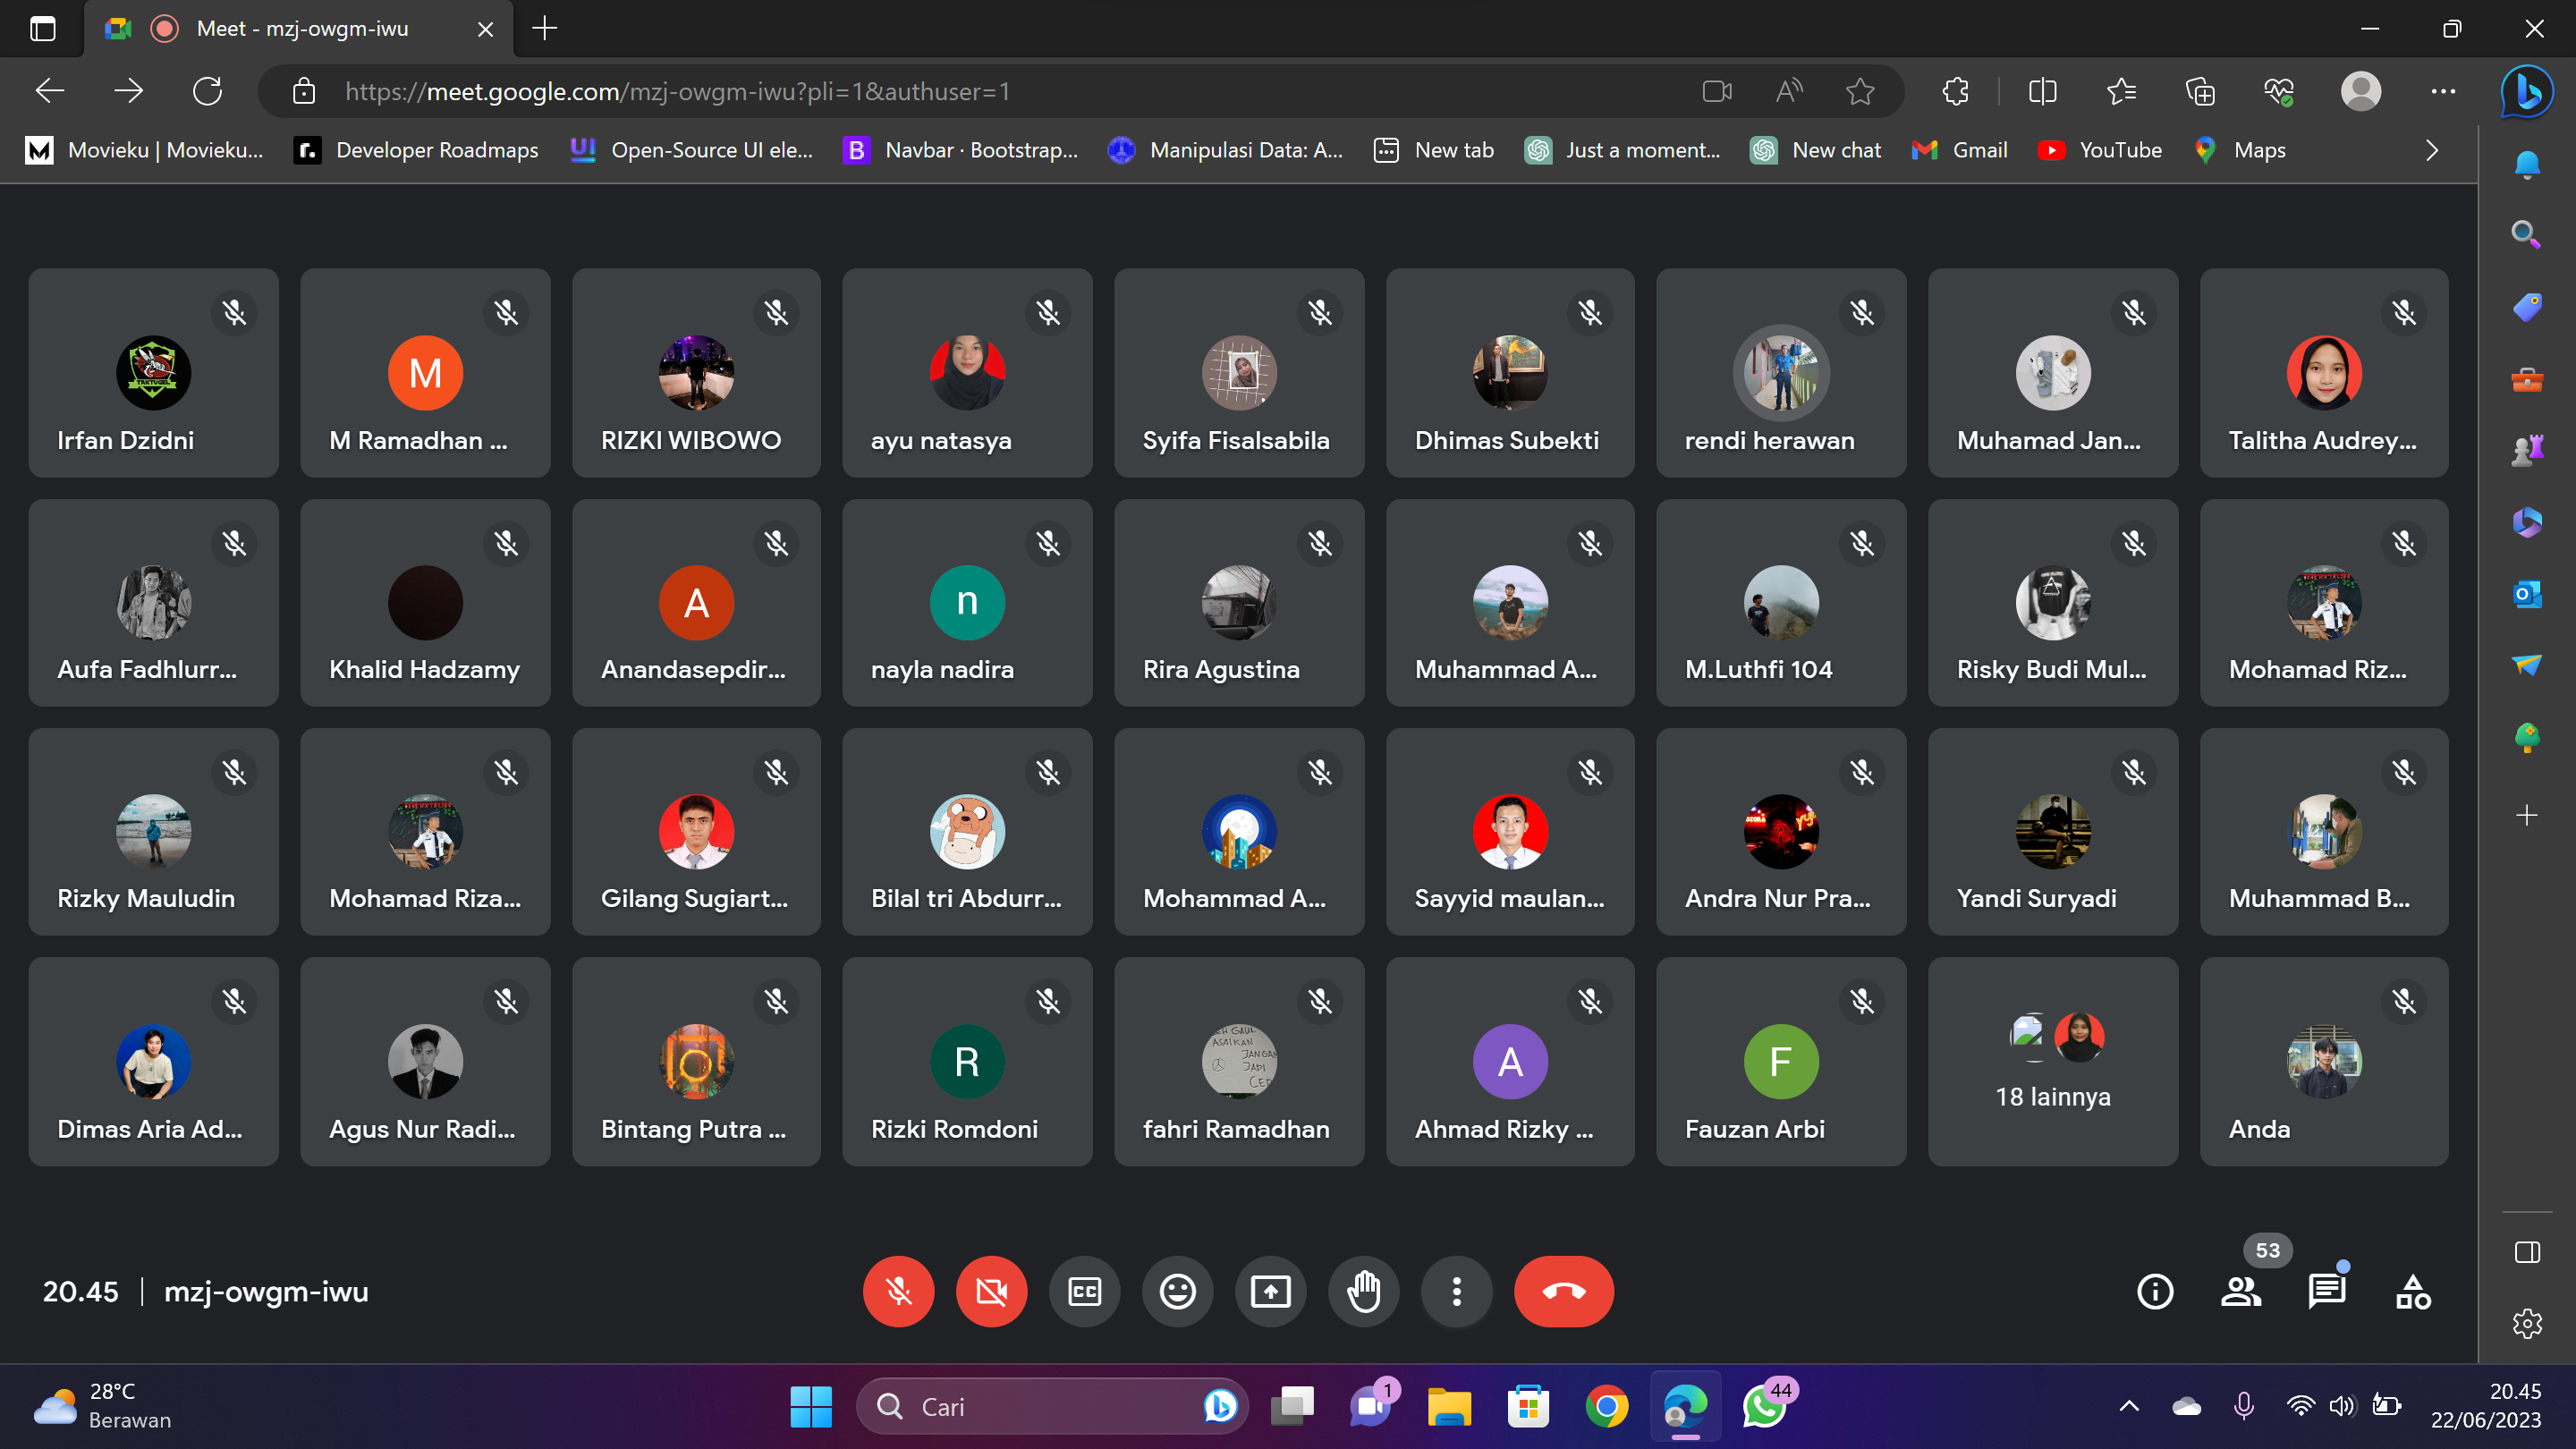 Meet - mzj-owgm-iwu
https://meet.google.com/mzj-owgm-iwu?pli=1&authuser=1
Movieku | Movieku... Developer Roadmaps Open-Source UI ele... Navbar · Bootstrap... Manipulasi Data: A... New tab Just a moment... New chat Gmail YouTube Maps
M
Irfan Dzidni M Ramadhan ... RIZKI WIBOWO ayu natasya Syifa Fisalsabila Dhimas Subekti rendi herawan Muhamad Jan... Talitha Audrey...
A n
Aufa Fadhlurr... Khalid Hadzamy Anandasepdir... nayla nadira Rira Agustina Muhammad A... M.Luthfi 104 Risky Budi Mul... Mohamad Riz...
Rizky Mauludin Mohamad Riza... Gilang Sugiart... Bilal tri Abdurr... Mohammad A... Sayyid maulan... Andra Nur Pra... Yandi Suryadi Muhammad B...
R A F
ASAIKAN
JANGAN
JADI
18 lainnya
Dimas Aria Ad... Agus Nur Radi... Bintang Putra ... Rizki Romdoni fahri Ramadhan Ahmad Rizky ... Fauzan Arbi Anda
53
20.45 | mzj-owgm-iwu
CC
28°C
Berawan
Cari
1
44
20.45
22/06/2023